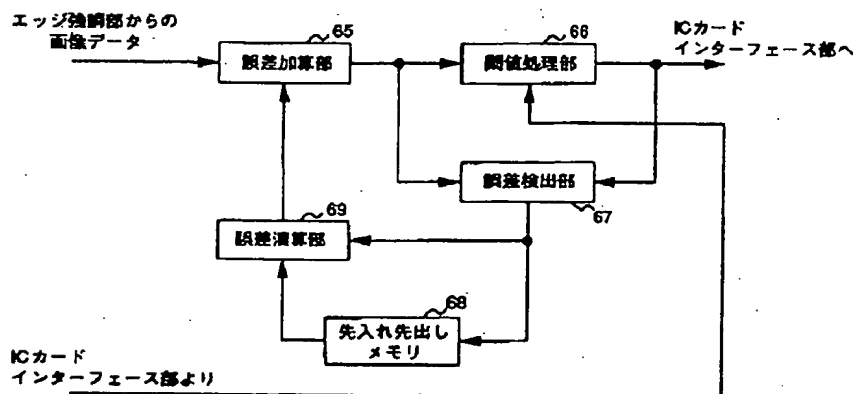 エッジ強調部からの
画像データ
65
誤差加算部
66
閾値処理部
ICカード
インターフェース部へ
誤差検出部
67
69
誤差演算部
68
先入れ先出し
メモリ
ICカード
インターフェース部より